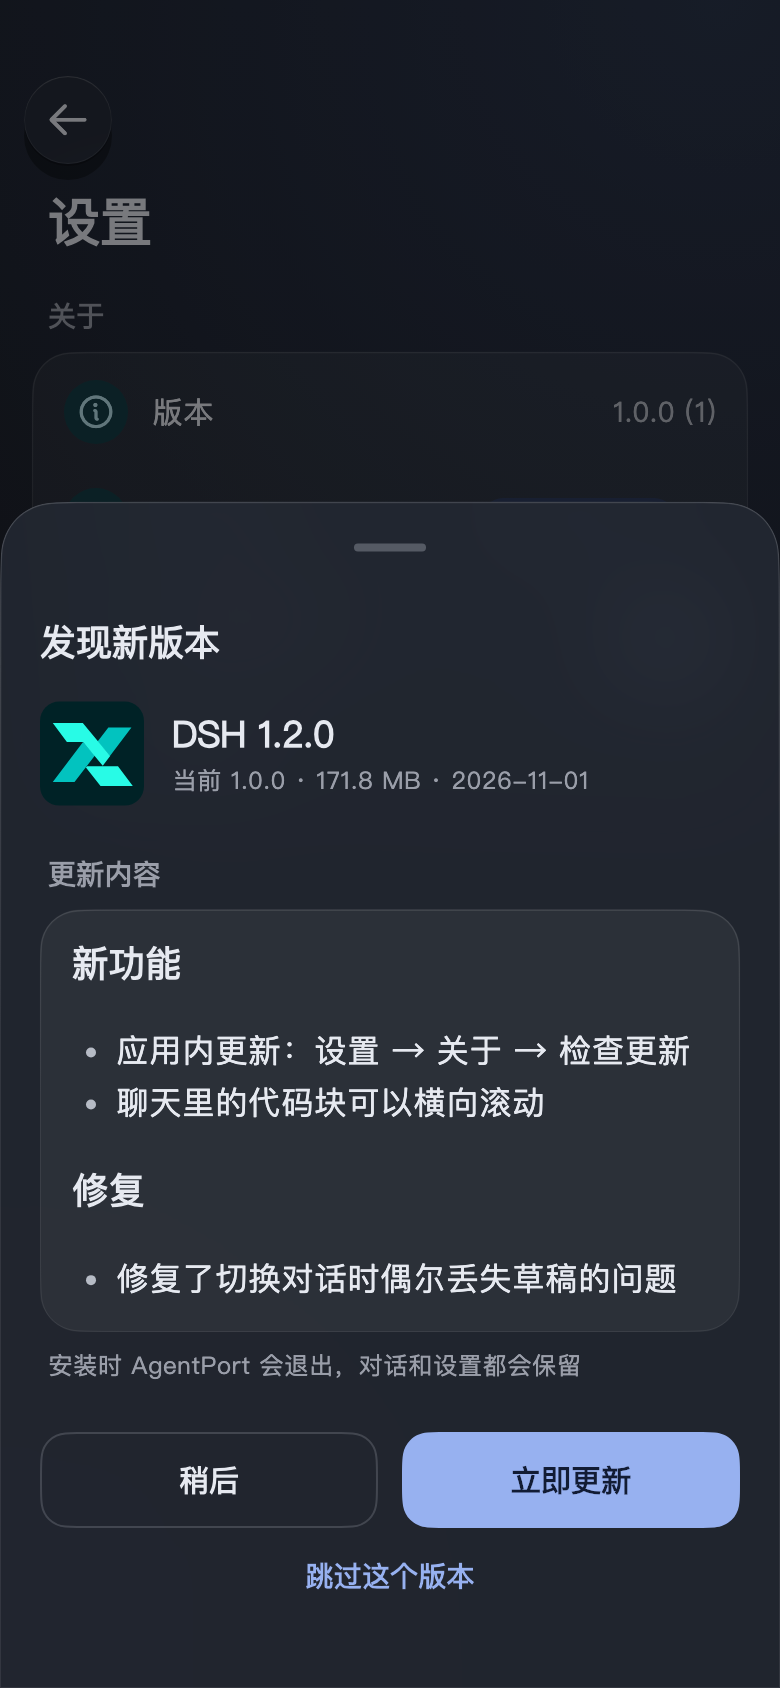 设置
关于
版本 1.0.0 (1)
发现新版本
DSH 1.2.0
当前 1.0.0 · 171.8 MB · 2026-11-01
更新内容
新功能
• 应用内更新：设置 → 关于 → 检查更新
• 聊天里的代码块可以横向滚动
修复
• 修复了切换对话时偶尔丢失草稿的问题
安装时 AgentPort 会退出，对话和设置都会保留
稍后 立即更新
跳过这个版本